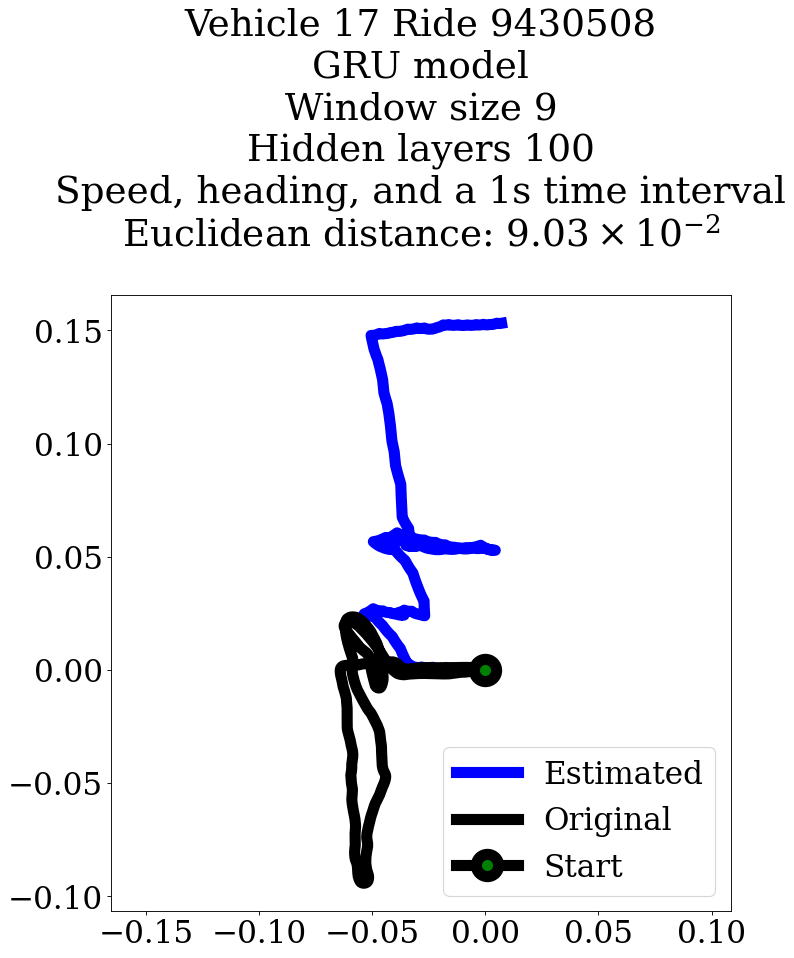 Vehicle 17 Ride 9430508
GRU model
Window size 9
Hidden layers 100
Speed, heading, and a 1s time interval
Euclidean distance: 9.03 × 10⁻²
0.15
0.10
0.05
0.00
−0.05
−0.10
Estimated
Original
Start
−0.15 −0.10 −0.05 0.00 0.05 0.10